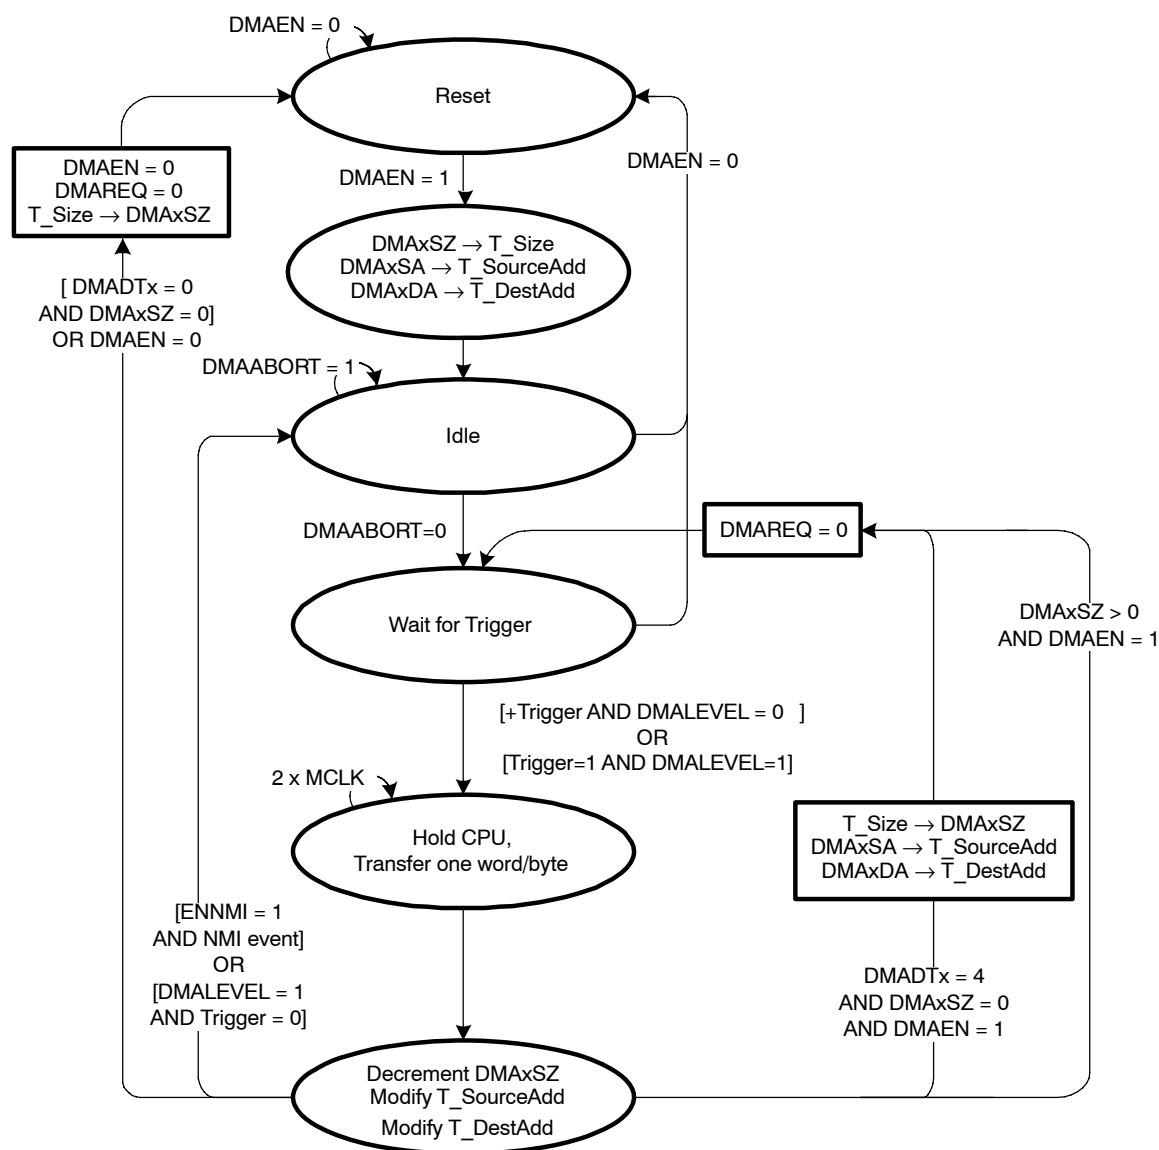 DMAEN = 0
Reset
DMAEN = 0
DMAREQ = 0
T_Size → DMAxSZ
DMAEN = 0
DMAEN = 1
DMAxSZ → T_Size
DMAxSA → T_SourceAdd
DMAxDA → T_DestAdd
[ DMADTx = 0
AND DMAxSZ = 0]
OR DMAEN = 0
DMAABORT = 1
Idle
DMAABORT=0
DMAREQ = 0
Wait for Trigger
DMAxSZ > 0
AND DMAEN = 1
[+Trigger AND DMALEVEL = 0 ]
OR
[Trigger=1 AND DMALEVEL=1]
2 x MCLK
Hold CPU,
Transfer one word/byte
T_Size → DMAxSZ
DMAxSA → T_SourceAdd
DMAxDA → T_DestAdd
[ENNMI = 1
AND NMI event]
OR
[DMALEVEL = 1
AND Trigger = 0]
DMADTx = 4
AND DMAxSZ = 0
AND DMAEN = 1
Decrement DMAxSZ
Modify T_SourceAdd
Modify T_DestAdd